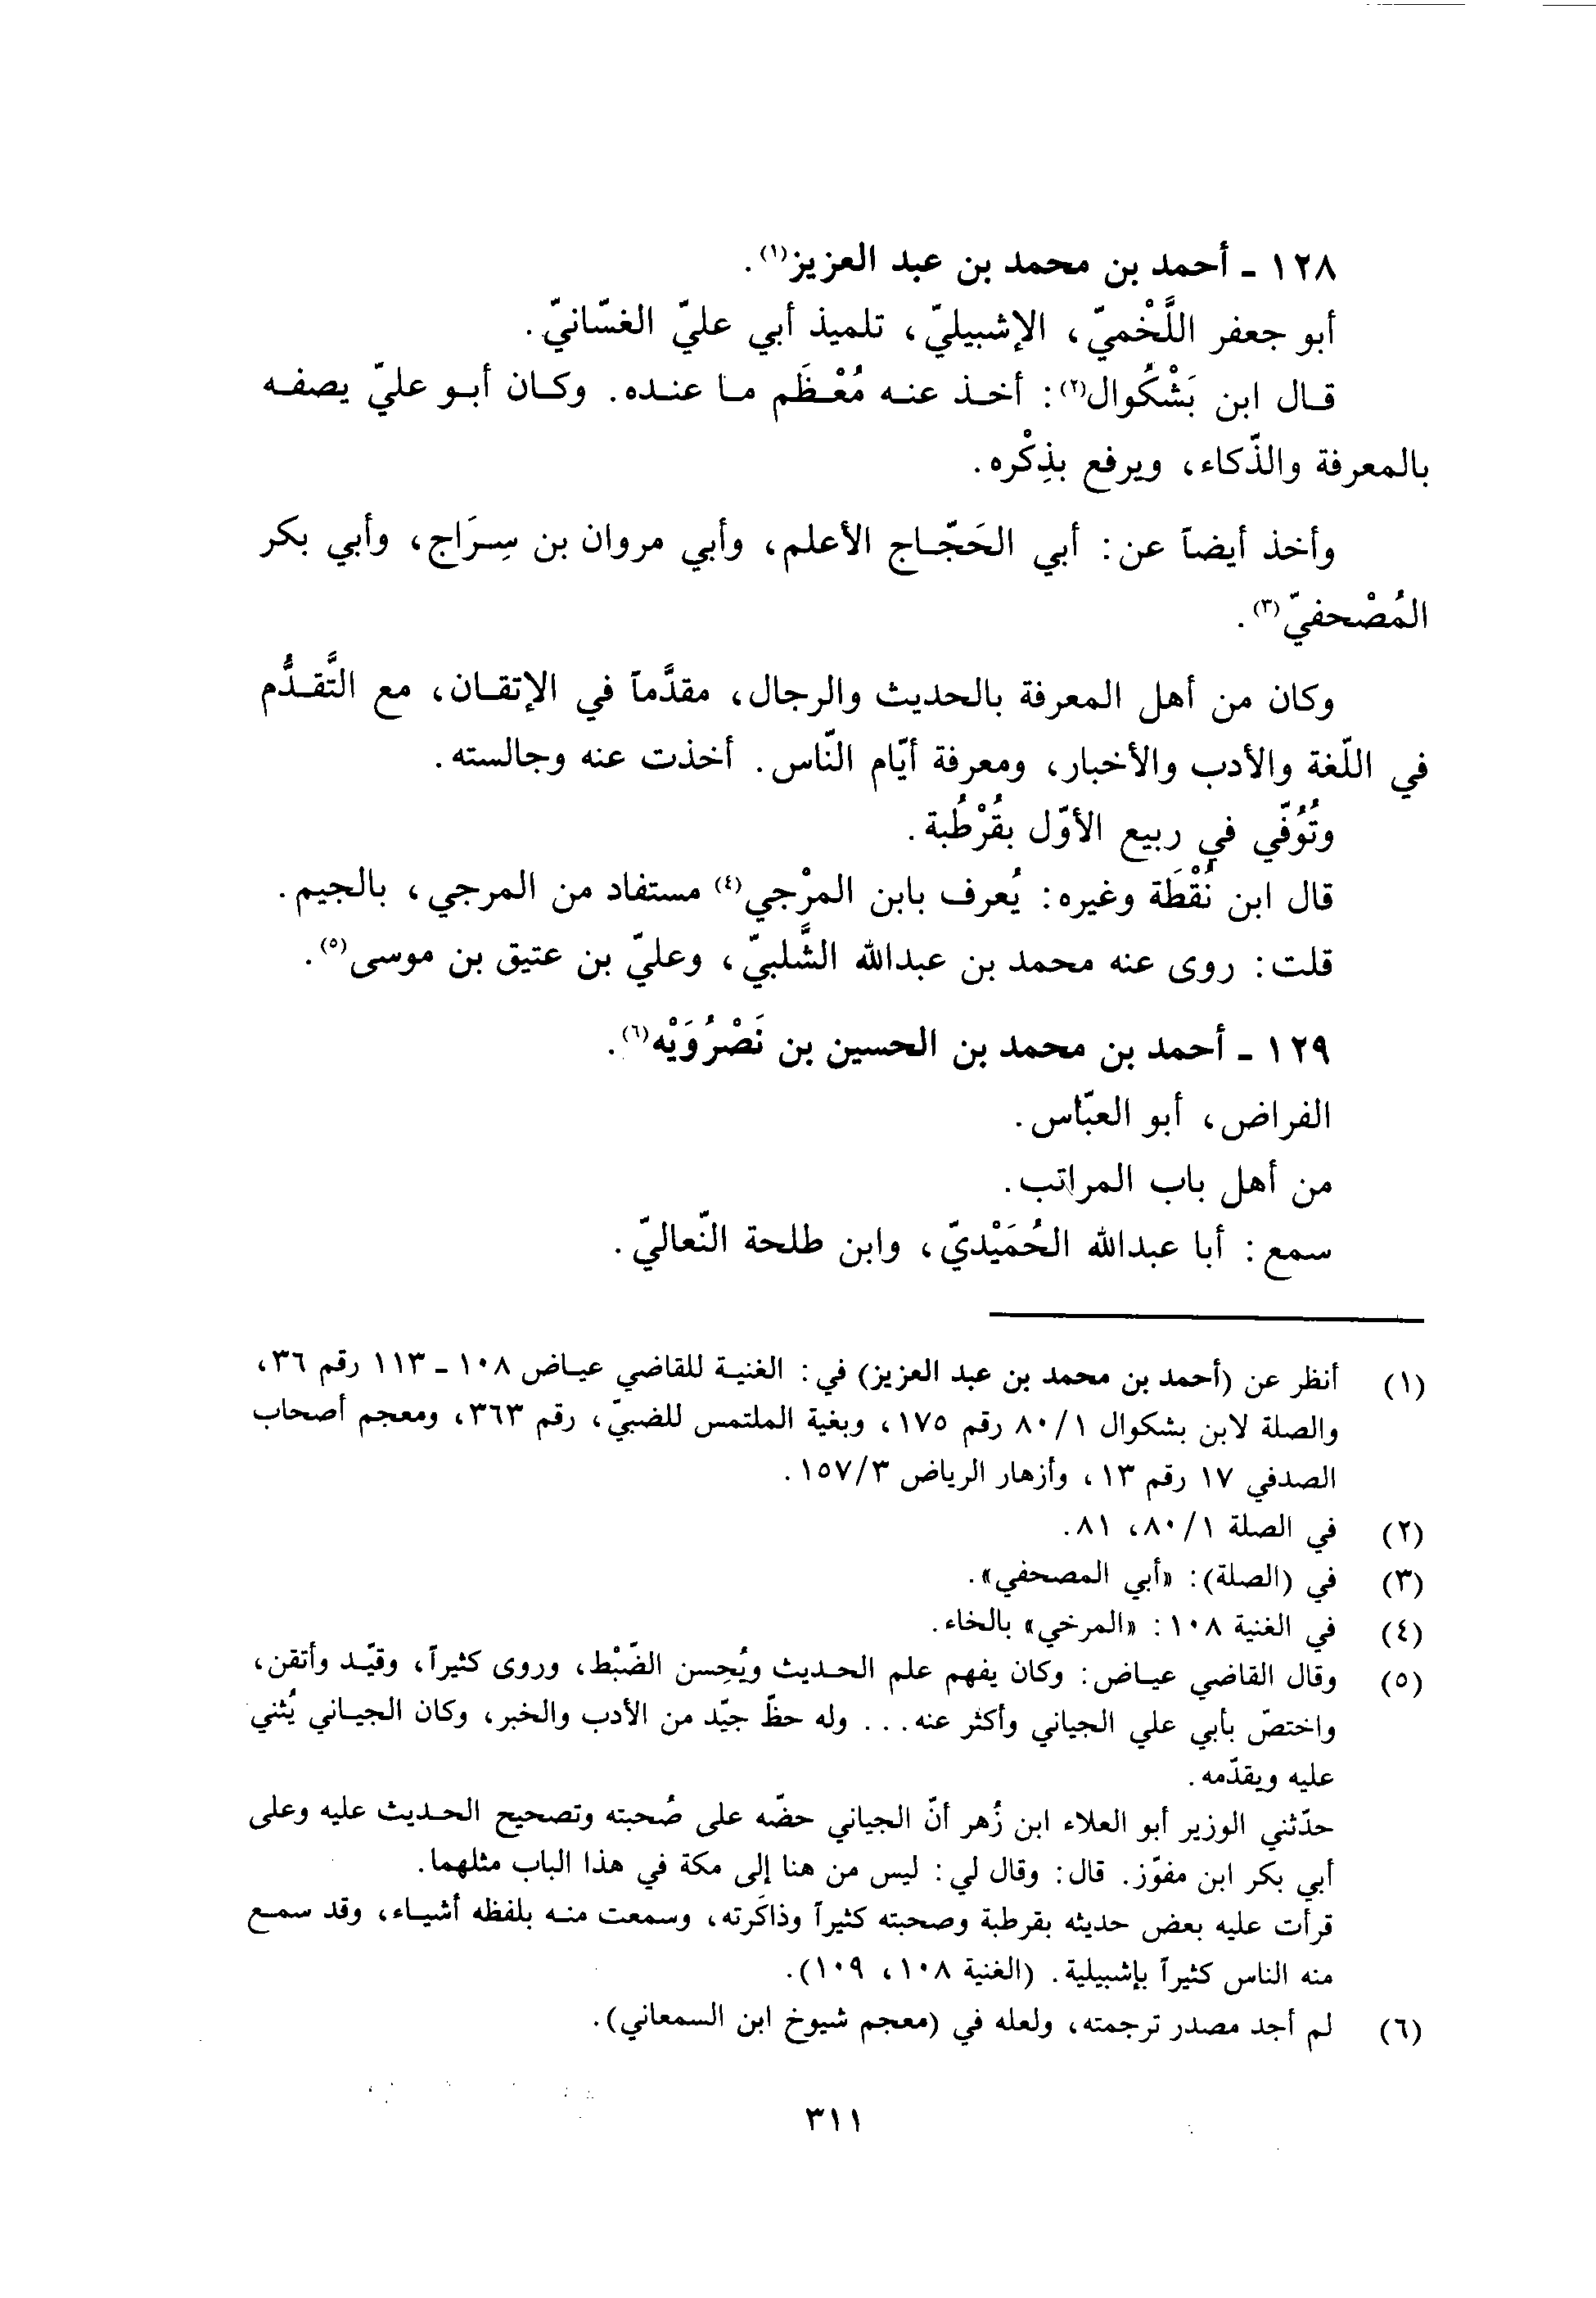 ١٢٨ - أحمد بن محمد بن عبد العزيز(١).
أبو جعفر اللَّخْميّ، الإشبيليّ، تلميذ أبي عليّ الغسّانيّ.
قال ابن بَشْكُوال(٢): أخذ عنه مُعْظَم ما عنده. وكان أبو عليّ يصفه
بالمعرفة والذّكاء، ويرفع بذِكْره.
وأخذ أيضاً عن: أبي الحَجّاج الأعلم، وأبي مروان بن سِرَاج، وأبي بكر
المُصْحفيّ(٣).
وكان من أهل المعرفة بالحديث والرجال، مقدَّماً في الإتقان، مع التَّقدُّم
في اللّغة والأدب والأخبار، ومعرفة أيّام النّاس. أخذت عنه وجالسته.
وتُوُفّي في ربيع الأوّل بقُرْطُبة.
قال ابن نُقْطَة وغيره: يُعرف بابن المرْجي(٤) مستفاد من المرجي، بالجيم.
قلت: روى عنه محمد بن عبدالله الشَّلبيّ، وعليّ بن عتيق بن موسى(٥).
١٢٩ - أحمد بن محمد بن الحسين بن نَصْرُوَيْه(٦).
الفراض، أبو العبّاس.
من أهل باب المراتب.
سمع: أبا عبدالله الحُمَيْديّ، وابن طلحة النّعاليّ.
(١) أنظر عن (أحمد بن محمد بن عبد العزيز) في: الغنية للقاضي عياض ١٠٨ - ١١٣ رقم ٣٦،
والصلة لابن بشكوال ٨٠/١ رقم ١٧٥، وبغية الملتمس للضبيّ، رقم ٣٦٣، ومعجم أصحاب
الصدفي ١٧ رقم ١٣، وأزهار الرياض ١٥٧/٣.
(٢) في الصلة ٨٠/١، ٨١.
(٣) في (الصلة): «أبي المصحفي».
(٤) في الغنية ١٠٨: «المرخي» بالخاء.
(٥) وقال القاضي عياض: وكان يفهم علم الحديث ويُحِسن الضّبْط، وروى كثيراً، وقيّد وأتقن،
واختصّ بأبي علي الجياني وأكثر عنه... وله حظّ جيّد من الأدب والخبر، وكان الجياني يُثني
عليه ويقدّمه.
حدّثني الوزير أبو العلاء ابن زُهر أنّ الجياني حضّه على صُحبته وتصحيح الحديث عليه وعلى
أبي بكر ابن مفوّز. قال: وقال لي: ليس من هنا إلى مكة في هذا الباب مثلهما.
قرأت عليه بعض حديثه بقرطبة وصحبته كثيراً وذاكَرته، وسمعت منه بلفظه أشياء، وقد سمع
منه الناس كثيراً بإشبيلية. (الغنية ١٠٨، ١٠٩).
(٦) لم أجد مصدر ترجمته، ولعله في (معجم شيوخ ابن السمعاني).
٣١١